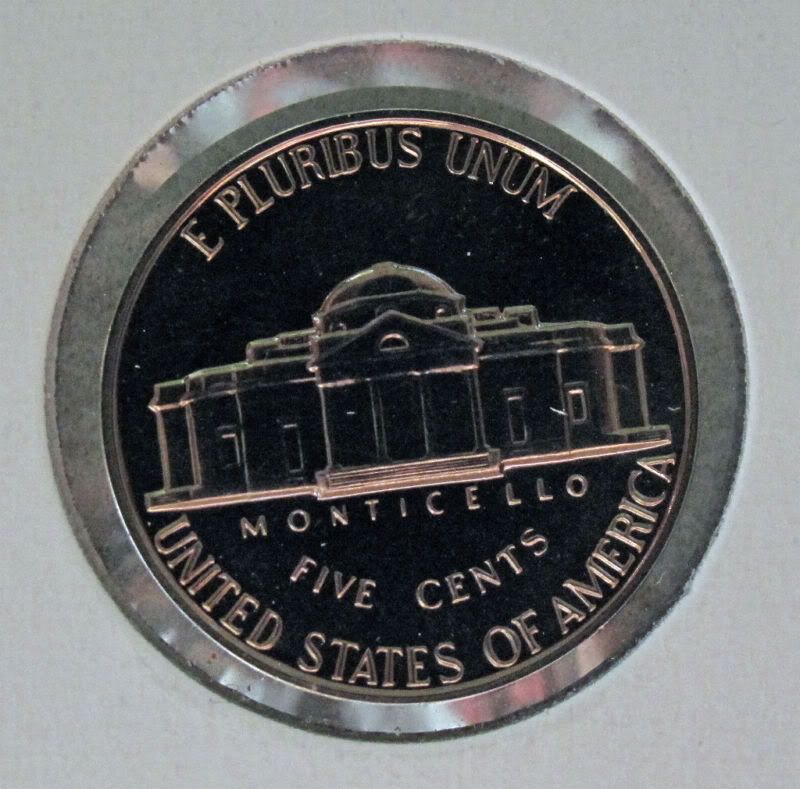 E PLURIBUS UNUM
MONTICELLO
FIVE CENTS
UNITED STATES OF AMERICA